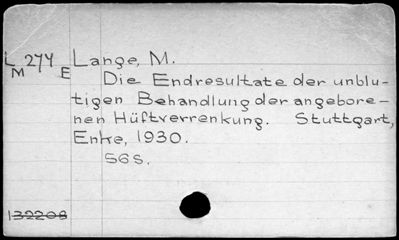 L 274 Lange, M.
M E
Die Endresultate der unblu-
tigen Behandlung der angebore-
nen Hüftverrenkung. Stuttgart,
Enke, 1930.
56 s.
132208